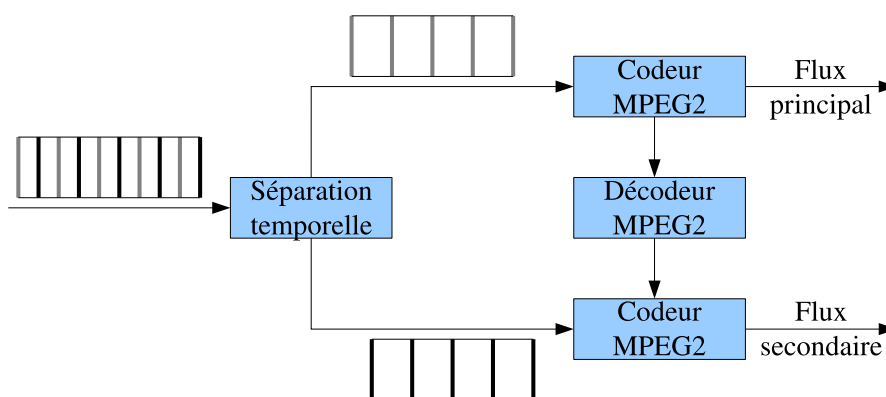 Codeur
MPEG2
Flux
principal
Séparation
temporelle
Décodeur
MPEG2
Codeur
MPEG2
Flux
secondaire